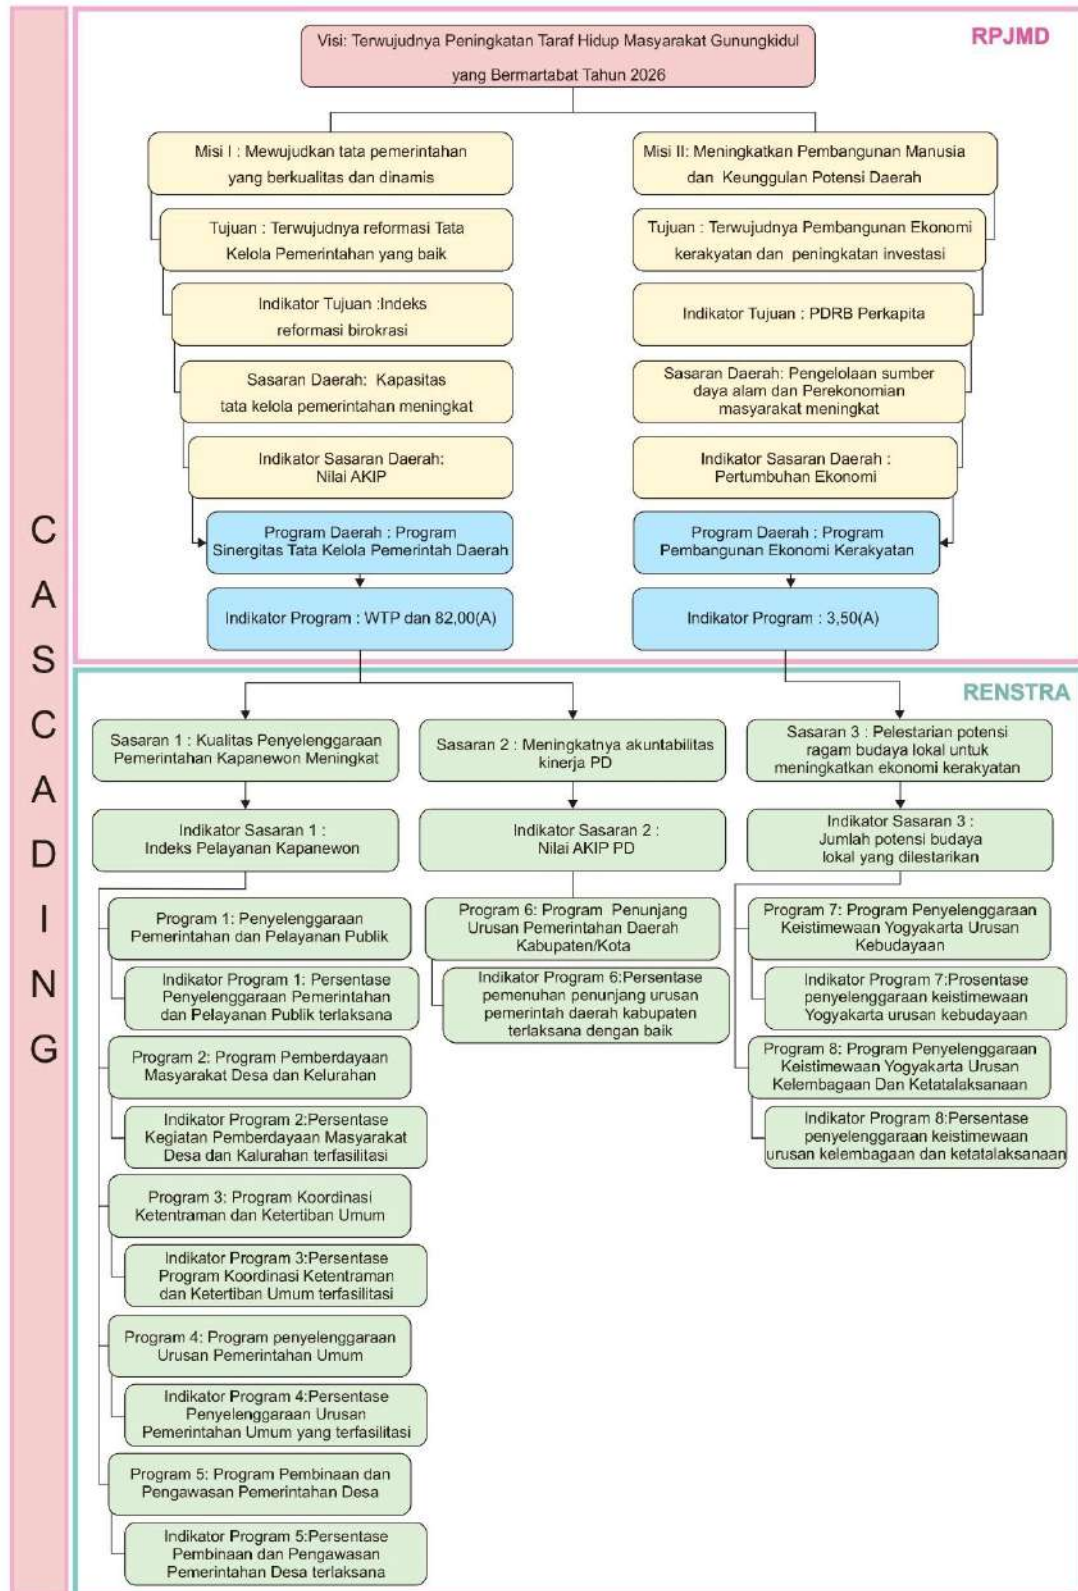 CASCADING
RPJMD
Visi: Terwujudnya Peningkatan Taraf Hidup Masyarakat Gunungkidul
yang Bermartabat Tahun 2026
Misi I : Mewujudkan tata pemerintahan
yang berkualitas dan dinamis
Tujuan : Terwujudnya reformasi Tata
Kelola Pemerintahan yang baik
Indikator Tujuan :Indeks
reformasi birokrasi
Sasaran Daerah: Kapasitas
tata kelola pemerintahan meningkat
Indikator Sasaran Daerah:
Nilai AKIP
Program Daerah : Program
Sinergitas Tata Kelola Pemerintah Daerah
Indikator Program : WTP dan 82,00(A)
Misi II: Meningkatkan Pembangunan Manusia
dan Keunggulan Potensi Daerah
Tujuan : Terwujudnya Pembangunan Ekonomi
kerakyatan dan peningkatan investasi
Indikator Tujuan : PDRB Perkapita
Sasaran Daerah: Pengelolaan sumber
daya alam dan Perekonomian
masyarakat meningkat
Indikator Sasaran Daerah :
Pertumbuhan Ekonomi
Program Daerah : Program
Pembangunan Ekonomi Kerakyatan
Indikator Program : 3,50(A)
RENSTRA
Sasaran 1 : Kualitas Penyelenggaraan
Pemerintahan Kapanewon Meningkat
Indikator Sasaran 1 :
Indeks Pelayanan Kapanewon
Program 1: Penyelenggaraan
Pemerintahan dan Pelayanan Publik
Indikator Program 1: Persentase
Penyelenggaraan Pemerintahan
dan Pelayanan Publik terlaksana
Program 2: Program Pemberdayaan
Masyarakat Desa dan Kelurahan
Indikator Program 2:Persentase
Kegiatan Pemberdayaan Masyarakat
Desa dan Kalurahan terfasilitasi
Program 3: Program Koordinasi
Ketentraman dan Ketertiban Umum
Indikator Program 3:Persentase
Program Koordinasi Ketentraman
dan Ketertiban Umum terfasilitasi
Program 4: Program penyelenggaraan
Urusan Pemerintahan Umum
Indikator Program 4:Persentase
Penyelenggaraan Urusan
Pemerintahan Umum yang terfasilitasi
Program 5: Program Pembinaan dan
Pengawasan Pemerintahan Desa
Indikator Program 5:Persentase
Pembinaan dan Pengawasan
Pemerintahan Desa terlaksana
Sasaran 2 : Meningkatnya akuntabilitas
kinerja PD
Indikator Sasaran 2 :
Nilai AKIP PD
Program 6: Program Penunjang
Urusan Pemerintahan Daerah
Kabupaten/Kota
Indikator Program 6:Persentase
pemenuhan penunjang urusan
pemerintah daerah kabupaten
terlaksana dengan baik
Sasaran 3 : Pelestarian potensi
ragam budaya lokal untuk
meningkatkan ekonomi kerakyatan
Indikator Sasaran 3 :
Jumlah potensi budaya
lokal yang dilestarikan
Program 7: Program Penyelenggaraan
Keistimewaan Yogyakarta Urusan
Kebudayaan
Indikator Program 7:Prosentase
penyelenggaraan keistimewaan
Yogyakarta urusan kebudayaan
Program 8: Program Penyelenggaraan
Keistimewaan Yogyakarta Urusan
Kelembagaan Dan Ketatalaksanaan
Indikator Program 8:Persentase
penyelenggaraan keistimewaan
urusan kelembagaan dan ketatalaksanaan